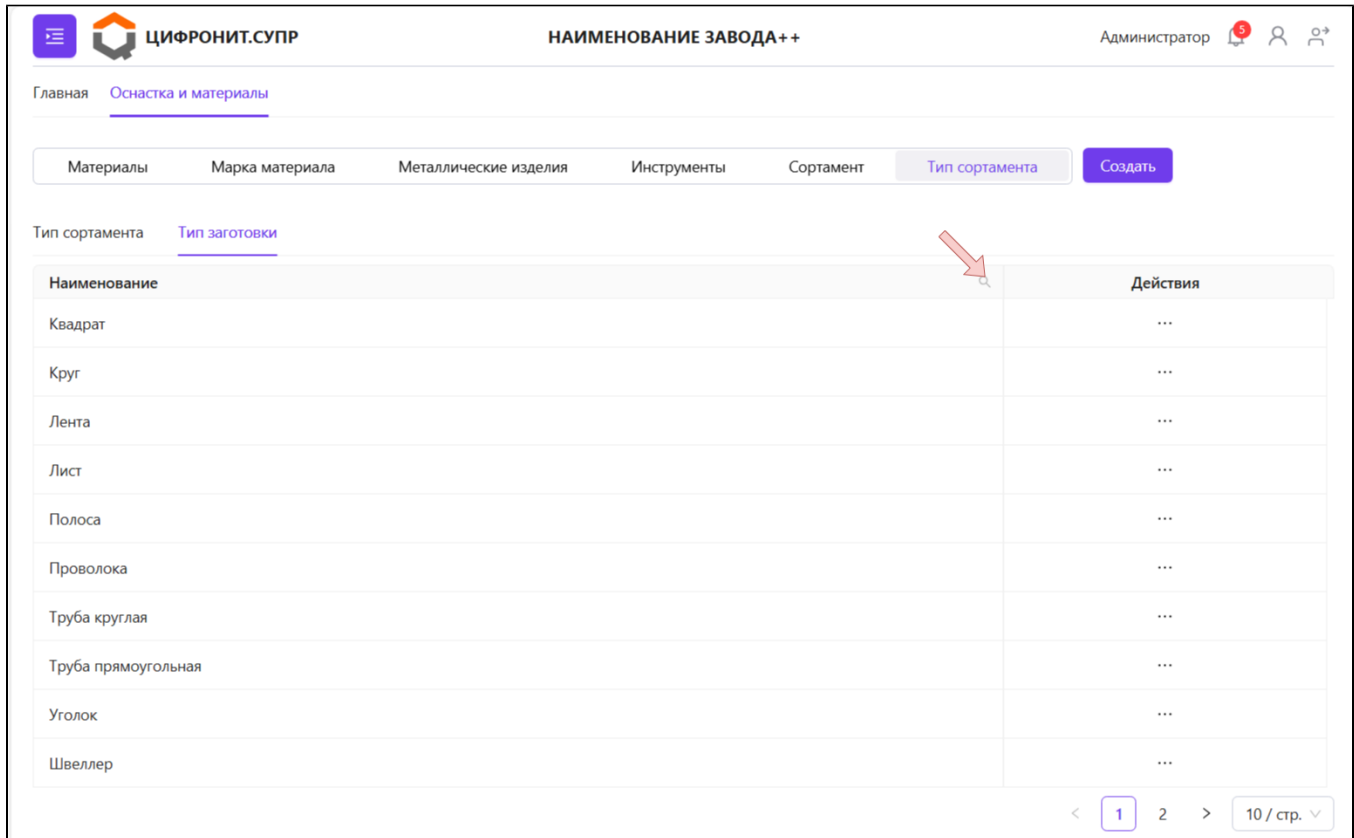 ЦИФРОНИТ.СУПР НАИМЕНОВАНИЕ ЗАВОДА++ Администратор 5
Главная Оснастка и материалы
Материалы Марка материала Металлические изделия Инструменты Сортамент Тип сортамента Создать
Тип сортамента Тип заготовки
Наименование Действия
Квадрат ...
Круг ...
Лента ...
Лист ...
Полоса ...
Проволока ...
Труба круглая ...
Труба прямоугольная ...
Уголок ...
Швеллер ...
< 1 2 > 10 / стр.